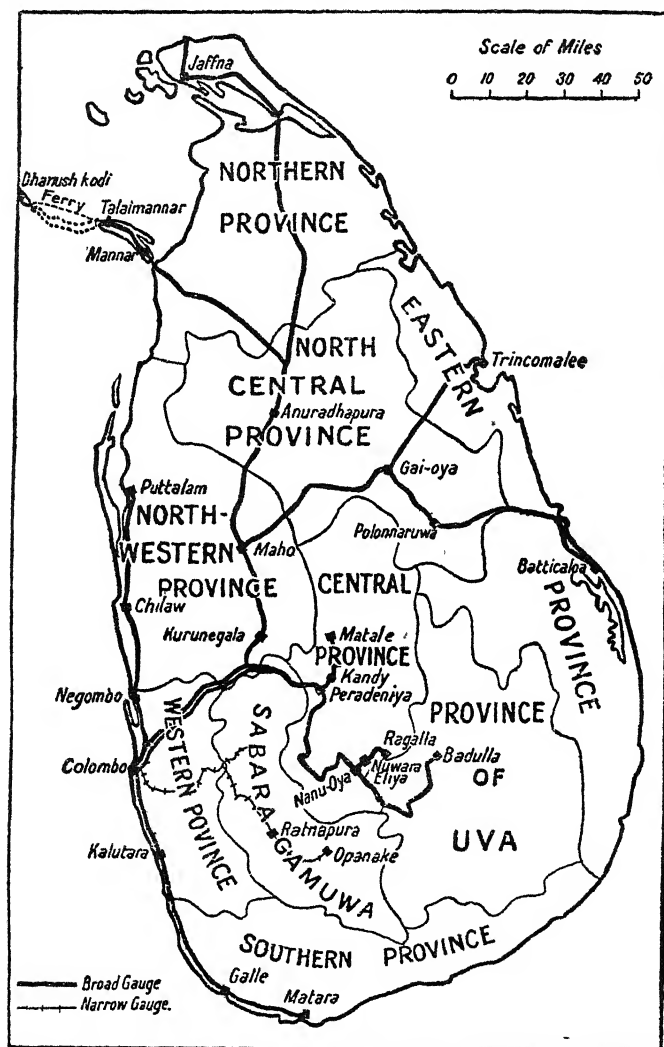 Scale of Miles
0 10 20 30 40 50
Jaffna
NORTHERN
PROVINCE
Dhanushkodi
Ferry
Talaimannar
Mannar
EASTERN
PROVINCE
NORTH
CENTRAL
PROVINCE
Anuradhapura
Trincomalee
Gai-oya
Puttalam
NORTH-
WESTERN
PROVINCE
Maho
Polonnaruwa
Batticaloa
CENTRAL
PROVINCE
Chilaw
Kurunegala
Matale
Kandy
Peradeniya
Negombo
WESTERN POVINCE
SABARAGAMUWA
PROVINCE
OF
UVA
Ragalla
Badulla
Colombo
Nanu-Oya
Nuwara
Eliya
Ratnapura
Opanake
Kalutara
SOUTHERN PROVINCE
Galle
Matara
Broad Gauge
Narrow Gauge.